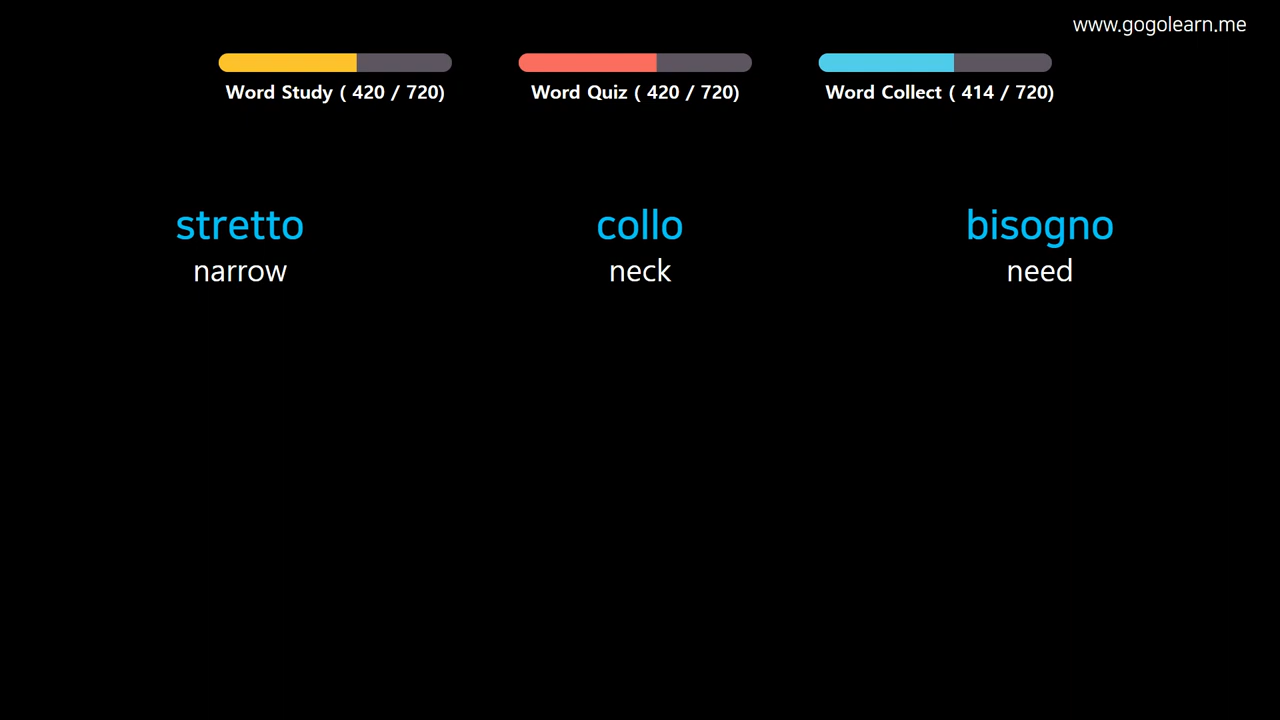 www.gogolearn.me
Word Study ( 420 / 720)
Word Quiz ( 420 / 720)
Word Collect ( 414 / 720)
stretto
narrow
collo
neck
bisogno
need